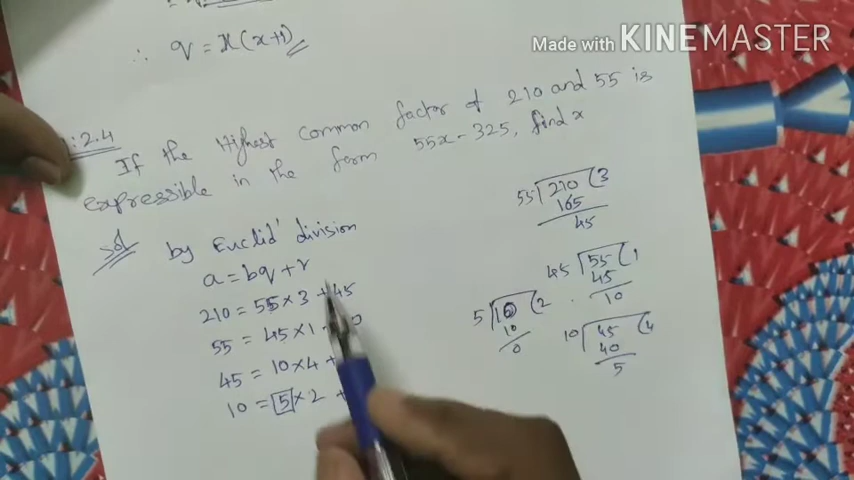 ∴ q = x(x+1)
Made with KINEMASTER
: 2.4
If the Highest Common factor of 210 and 55 is
expressible in the form 55x - 325, find x
Sol by Euclid' division
a = bq + r
210 = 55 × 3 + 45
55 = 45 × 1
45 = 10 × 4 +
10 = 5 × 2 +
55 210 ( 3
165
45
45 55 ( 1
45
10
10 45 ( 4
40
5
5 10 ( 2
10
0